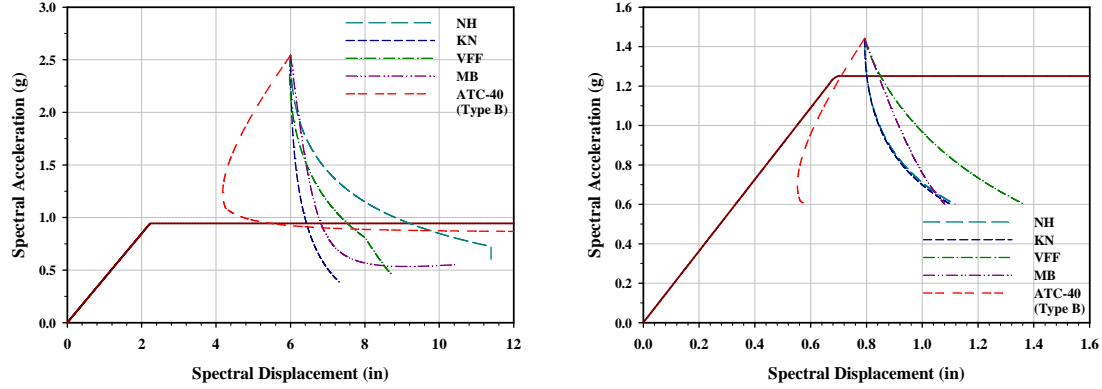 3.0
2.5
2.0
1.5
1.0
0.5
0.0
Spectral Acceleration (g)
0 2 4 6 8 10 12
Spectral Displacement (in)
NH
KN
VFF
MB
ATC-40
(Type B)
1.6
1.4
1.2
1.0
0.8
0.6
0.4
0.2
0.0
Spectral Acceleration (g)
0.0 0.2 0.4 0.6 0.8 1.0 1.2 1.4 1.6
Spectral Displacement (in)
NH
KN
VFF
MB
ATC-40
(Type B)